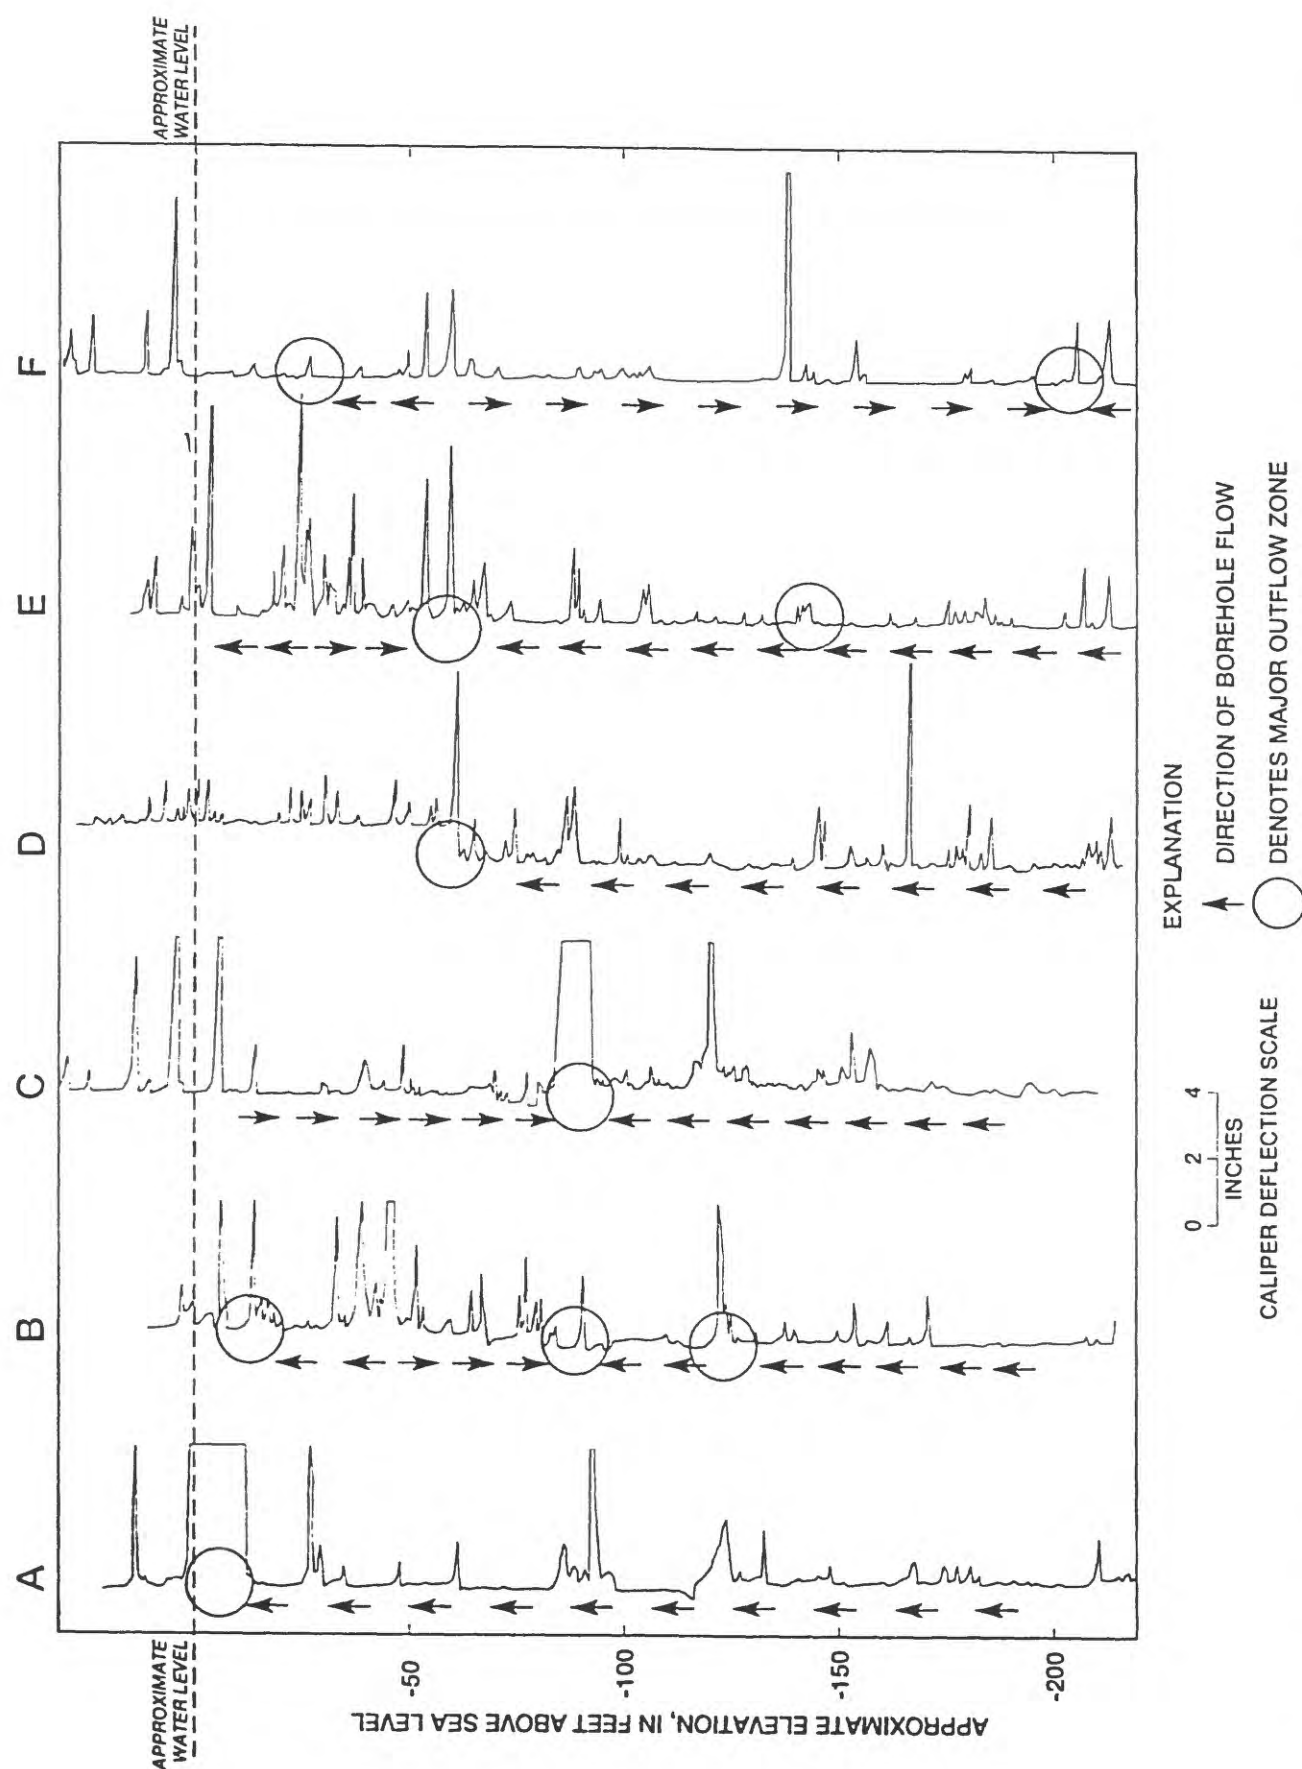 A B C D E F
APPROXIMATE
WATER LEVEL
APPROXIMATE
WATER LEVEL
APPROXIMATE ELEVATION, IN FEET ABOVE SEA LEVEL
-50
-100
-150
-200
0 2 4
INCHES
CALIPER DEFLECTION SCALE
EXPLANATION
DIRECTION OF BOREHOLE FLOW
DENOTES MAJOR OUTFLOW ZONE